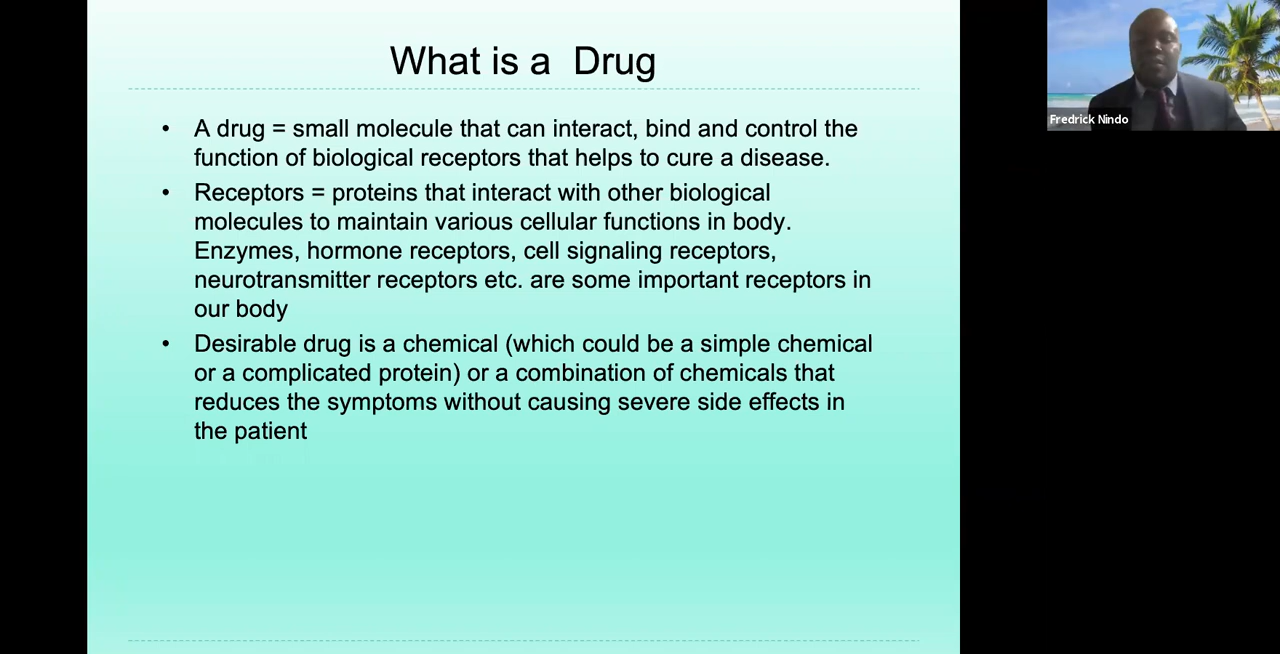 What is a  Drug
• A drug = small molecule that can interact, bind and control the
function of biological receptors that helps to cure a disease.
• Receptors = proteins that interact with other biological
molecules to maintain various cellular functions in body.
Enzymes, hormone receptors, cell signaling receptors,
neurotransmitter receptors etc. are some important receptors in
our body
• Desirable drug is a chemical (which could be a simple chemical
or a complicated protein) or a combination of chemicals that
reduces the symptoms without causing severe side effects in
the patient
Fredrick Nindo